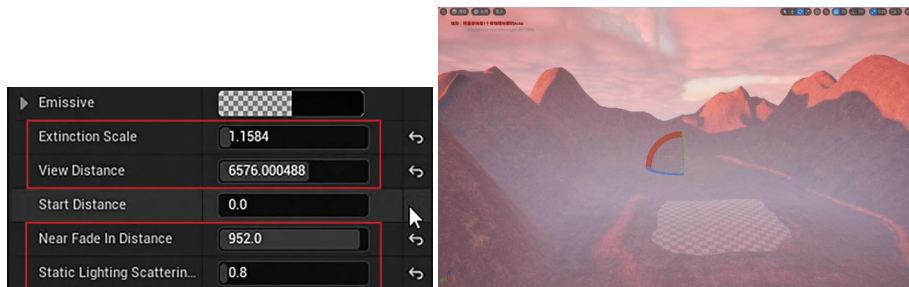 Emissive
Extinction Scale
1.1584
View Distance
6576.000488
Start Distance
0.0
Near Fade In Distance
952.0
Static Lighting Scatterin...
0.8